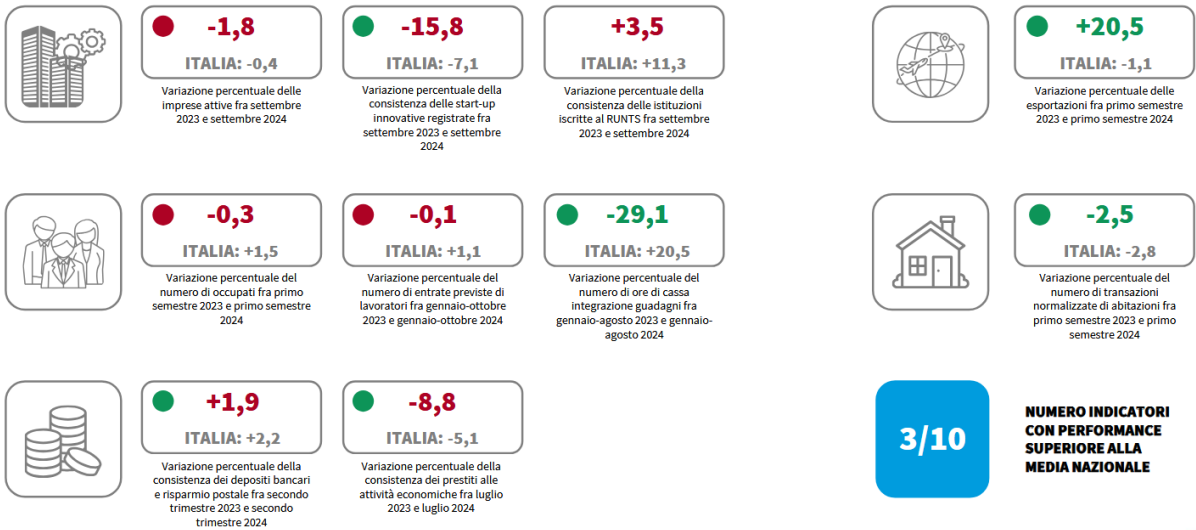 -1,8
ITALIA: -0,4
Variazione percentuale delle
imprese attive fra settembre
2023 e settembre 2024
-15,8
ITALIA: -7,1
Variazione percentuale della
consistenza delle start-up
innovative registrate fra
settembre 2023 e settembre
2024
+3,5
ITALIA: +11,3
Variazione percentuale della
consistenza delle istituzioni
iscritte al RUNTS fra settembre
2023 e settembre 2024
+20,5
ITALIA: -1,1
Variazione percentuale delle
esportazioni fra primo semestre
2023 e primo semestre 2024
-0,3
ITALIA: +1,5
Variazione percentuale del
numero di occupati fra primo
semestre 2023 e primo semestre
2024
-0,1
ITALIA: +1,1
Variazione percentuale del
numero di entrate previste di
lavoratori fra gennaio-ottobre
2023 e gennaio-ottobre 2024
-29,1
ITALIA: +20,5
Variazione percentuale del
numero di ore di cassa
integrazione guadagni fra
gennaio-agosto 2023 e gennaio-
agosto 2024
-2,5
ITALIA: -2,8
Variazione percentuale del
numero di transazioni
normalizzate di abitazioni fra
primo semestre 2023 e primo
semestre 2024
+1,9
ITALIA: +2,2
Variazione percentuale della
consistenza dei depositi bancari
e risparmio postale fra secondo
trimestre 2023 e secondo
trimestre 2024
-8,8
ITALIA: -5,1
Variazione percentuale della
consistenza dei prestiti alle
attività economiche fra luglio
2023 e luglio 2024
3/10
NUMERO INDICATORI
CON PERFORMANCE
SUPERIORE ALLA
MEDIA NAZIONALE